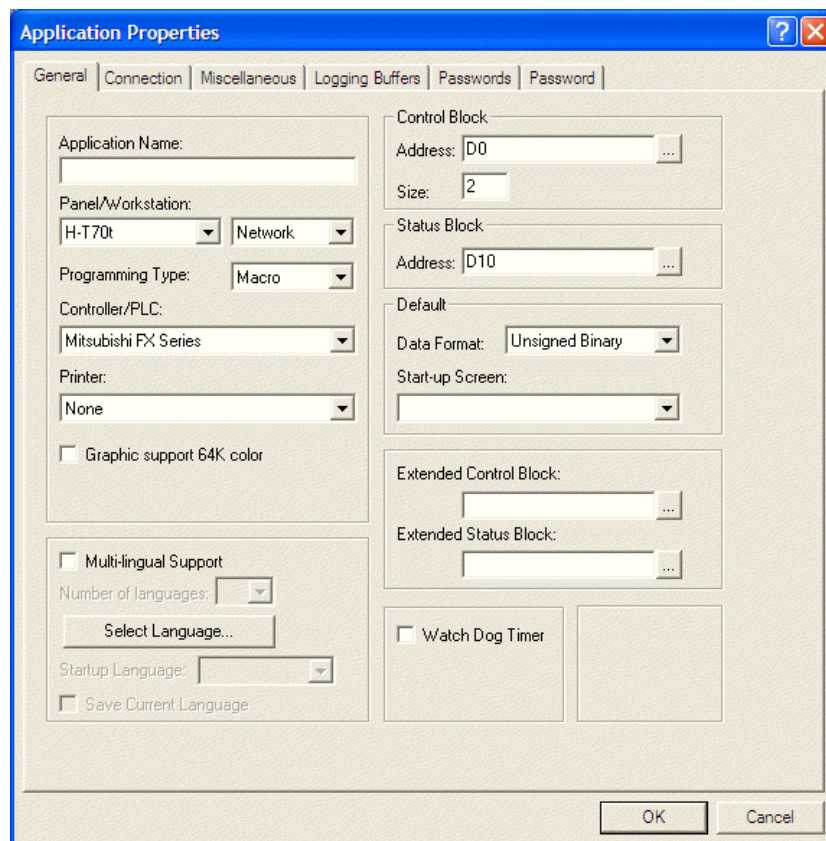 Application Properties
General Connection Miscellaneous Logging Buffers Passwords Password
Application Name:
Panel/Workstation:
H-T70t Network
Programming Type: Macro
Controller/PLC:
Mitsubishi FX Series
Printer:
None
Graphic support 64K color
Multi-lingual Support
Number of languages:
Select Language...
Startup Language:
Save Current Language
Control Block
Address: D0 ...
Size: 2
Status Block
Address: D10 ...
Default
Data Format: Unsigned Binary
Start-up Screen:
Extended Control Block:
...
Extended Status Block:
...
Watch Dog Timer
OK Cancel